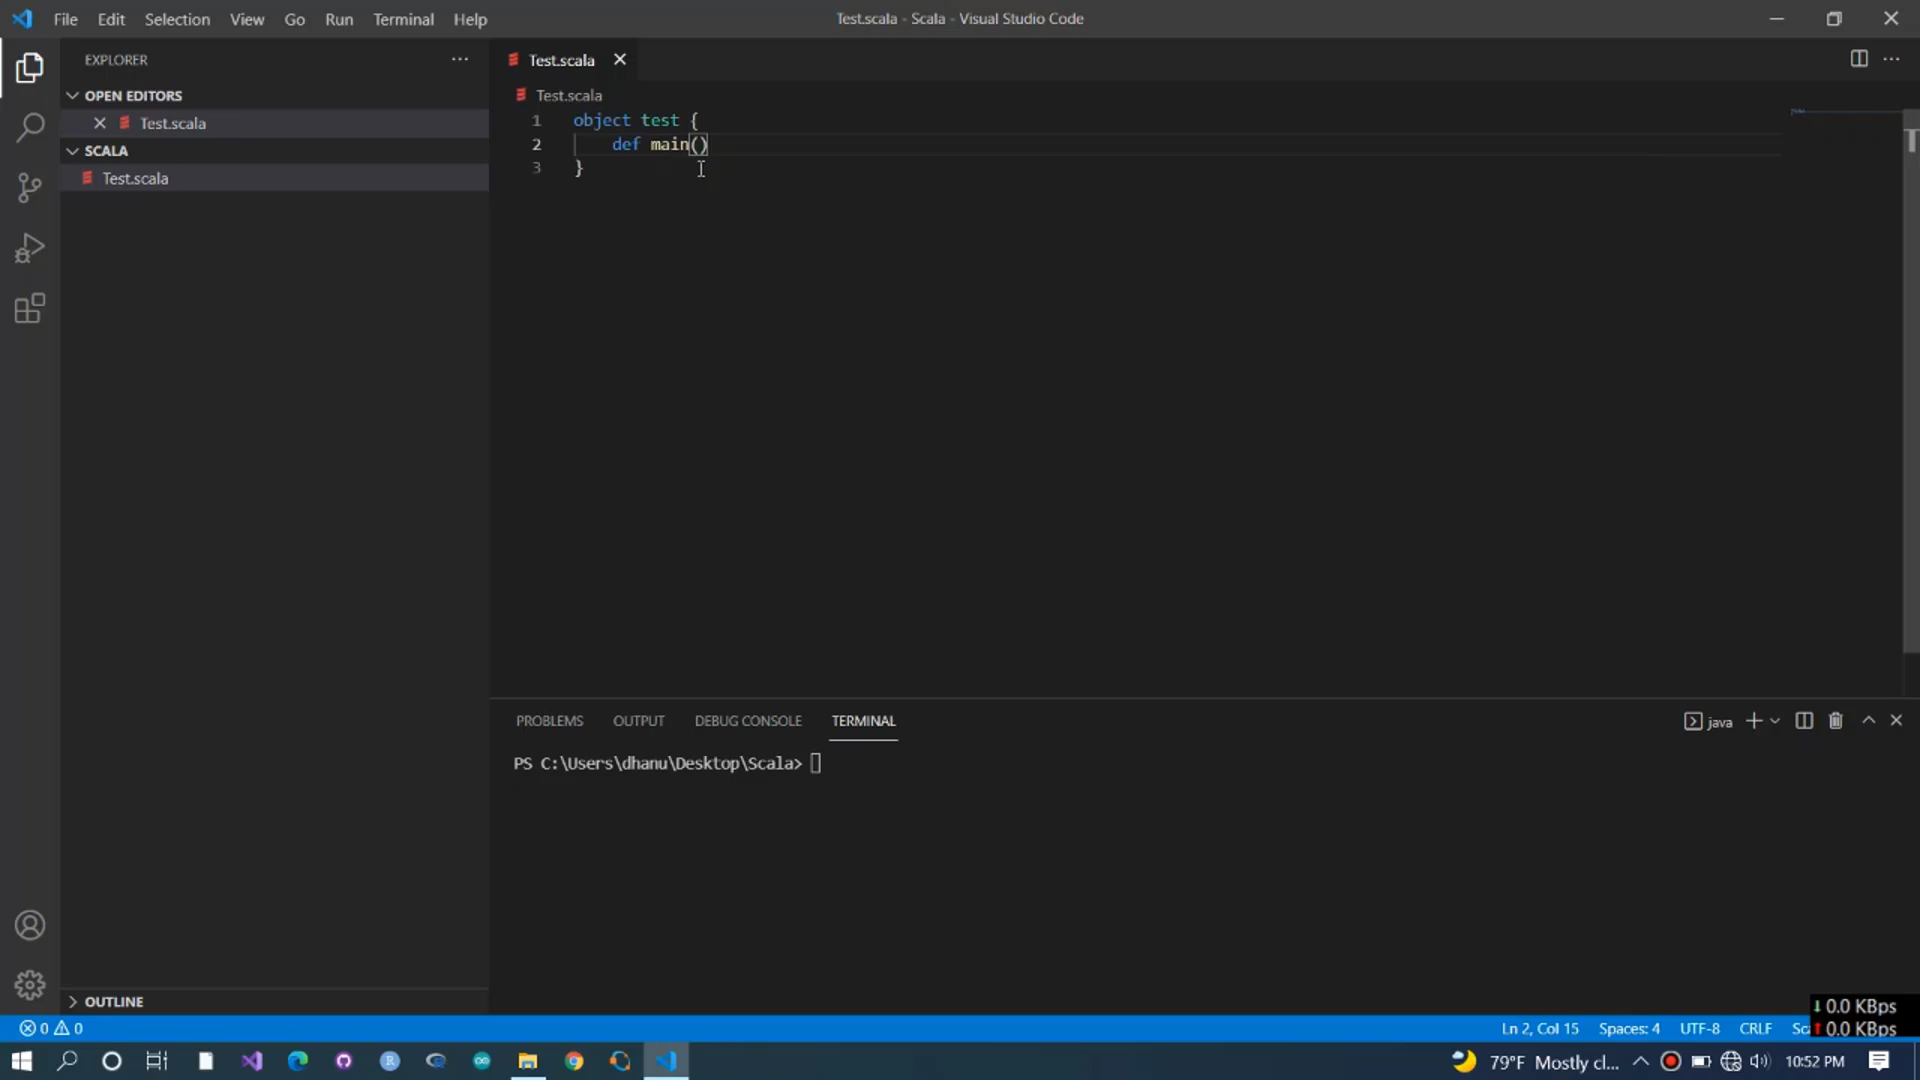 File Edit Selection View Go Run Terminal Help
Test.scala - Scala - Visual Studio Code
EXPLORER
OPEN EDITORS
Test.scala
SCALA
Test.scala
OUTLINE
Test.scala
Test.scala
1 object test {
2 def main()
3 }
PROBLEMS OUTPUT DEBUG CONSOLE TERMINAL
java
PS C:\Users\dhanu\Desktop\Scala>
0 0
Ln 2, Col 15 Spaces: 4 UTF-8 CRLF Sca
0.0 KBps
0.0 KBps
79°F Mostly cl... 10:52 PM